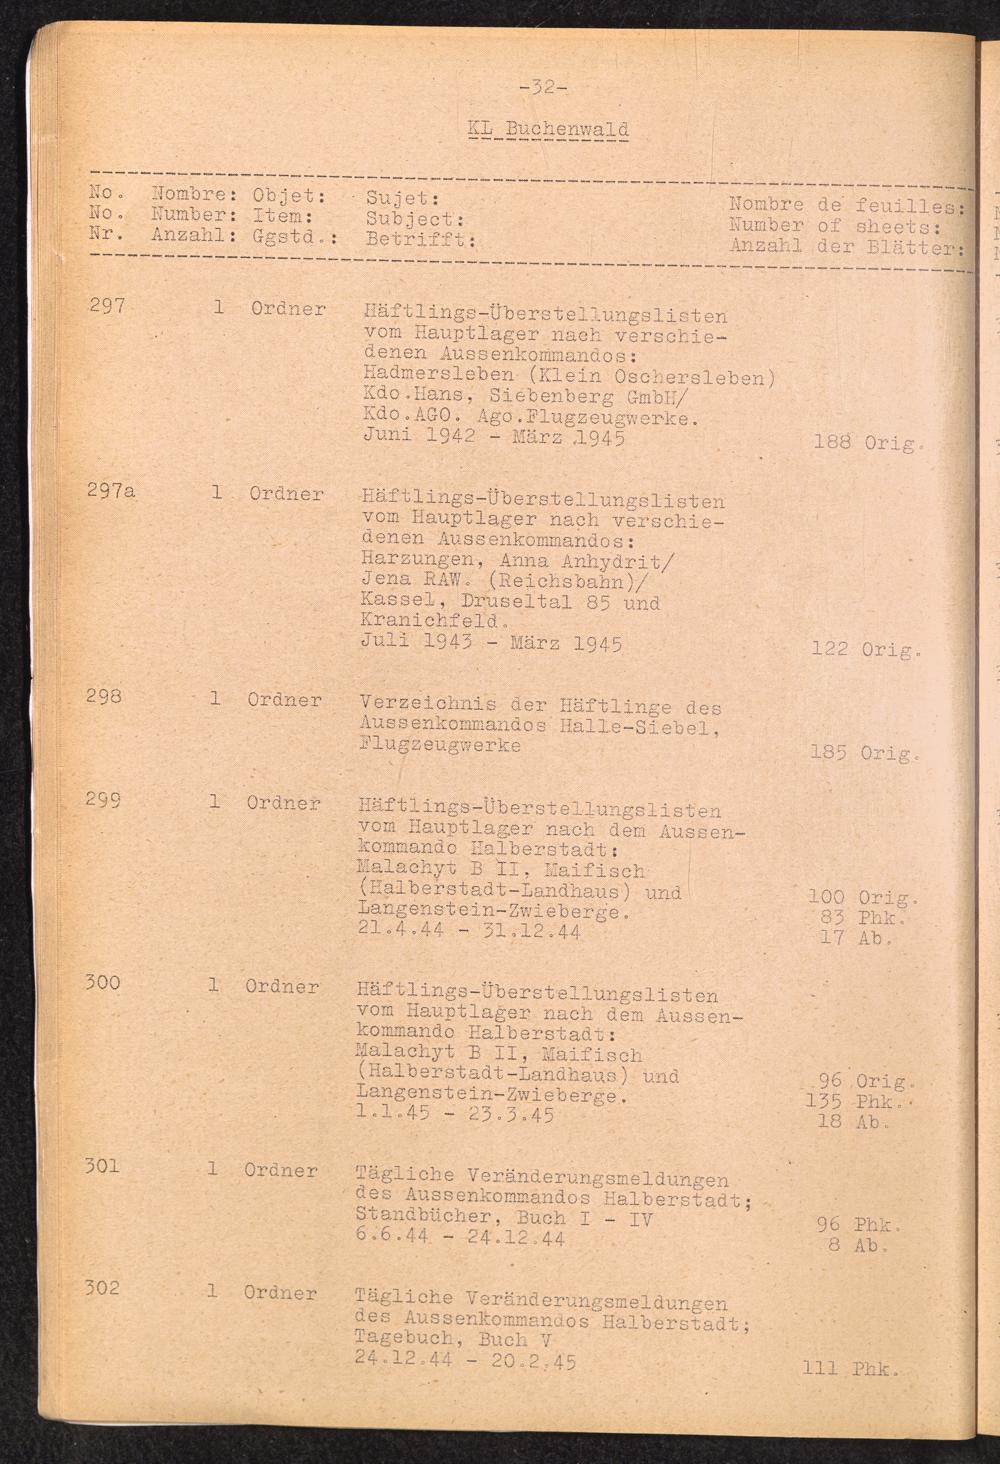 -32-
KL Buchenwald
No. Nombre: Objet: Sujet: Nombre de feuilles:
No. Number: Item: Subject: Number of sheets:
Nr. Anzahl: Ggstd.: Betrifft: Anzahl der Blätter:
297 1 Ordner Häftlings-Überstellungslisten
vom Hauptlager nach verschie-
denen Aussenkommandos:
Hadmersleben (Klein Oschersleben)
Kdo.Hans, Siebenberg GmbH/
Kdo.AGO. Ago.Flugzeugwerke.
Juni 1942 - März 1945 188 Orig.
297a 1 Ordner Häftlings-Überstellungslisten
vom Hauptlager nach verschie-
denen Aussenkommandos:
Harzungen, Anna Anhydrit/
Jena RAW. (Reichsbahn)/
Kassel, Druseltal 85 und
Kranichfeld.
Juli 1943 - März 1945 122 Orig.
298 1 Ordner Verzeichnis der Häftlinge des
Aussenkommandos Halle-Siebel,
Flugzeugwerke 185 Orig.
299 1 Ordner Häftlings-Überstellungslisten
vom Hauptlager nach dem Aussen-
kommando Halberstadt:
Malachyt B II, Maifisch
(Halberstadt-Landhaus) und 100 Orig.
Langenstein-Zwieberge. 83 Phk.
21.4.44 - 31.12.44 17 Ab.
300 1 Ordner Häftlings-Überstellungslisten
vom Hauptlager nach dem Aussen-
kommando Halberstadt:
Malachyt B II, Maifisch
(Halberstadt-Landhaus) und 96 Orig.
Langenstein-Zwieberge. 135 Phk.
1.1.45 - 23.3.45 18 Ab.
301 1 Ordner Tägliche Veränderungsmeldungen
des Aussenkommandos Halberstadt;
Standbücher, Buch I - IV 96 Phk.
6.6.44 - 24.12.44 8 Ab.
302 1 Ordner Tägliche Veränderungsmeldungen
des Aussenkommandos Halberstadt;
Tagebuch, Buch V
24.12.44 - 20.2.45 111 Phk.